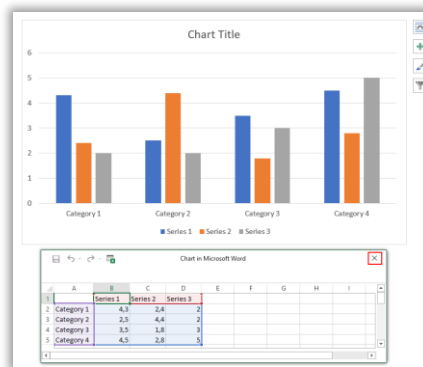 Chart Title
6
5
4
3
2
1
0
Category 1 Category 2 Category 3 Category 4
Series 1 Series 2 Series 3
Chart in Microsoft Word
A B C D E F G H I
1 Series 1 Series 2 Series 3
2 Category 1 4,3 2,4 2
3 Category 2 2,5 4,4 2
4 Category 3 3,5 1,8 3
5 Category 4 4,5 2,8 5